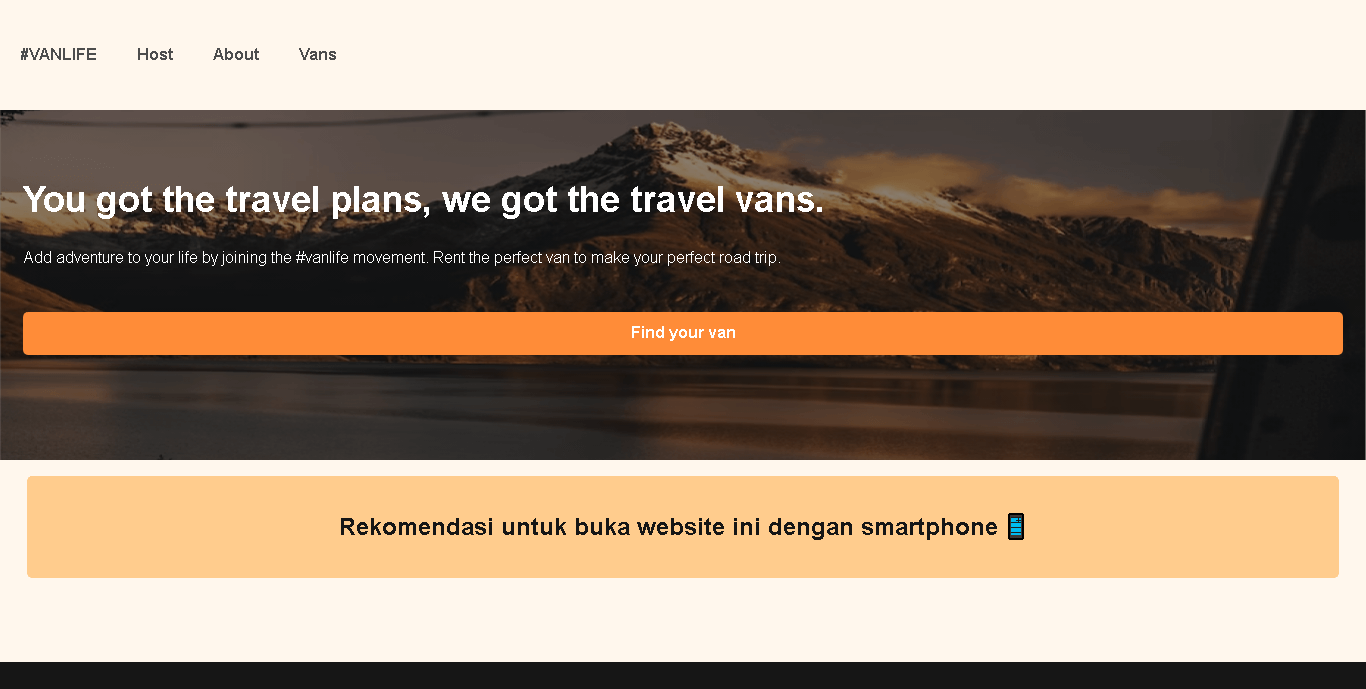 #VANLIFE Host About Vans
You got the travel plans, we got the travel vans.
Add adventure to your life by joining the #vanlife movement. Rent the perfect van to make your perfect road trip.
Find your van
Rekomendasi untuk buka website ini dengan smartphone 📱